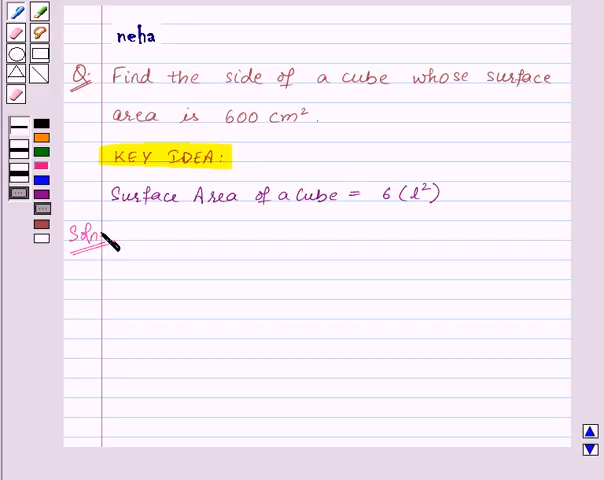 neha
Q. Find the side of a cube whose surface
area is 600 cm².
KEY IDEA:
Surface Area of a Cube = 6 (l²)
Soln